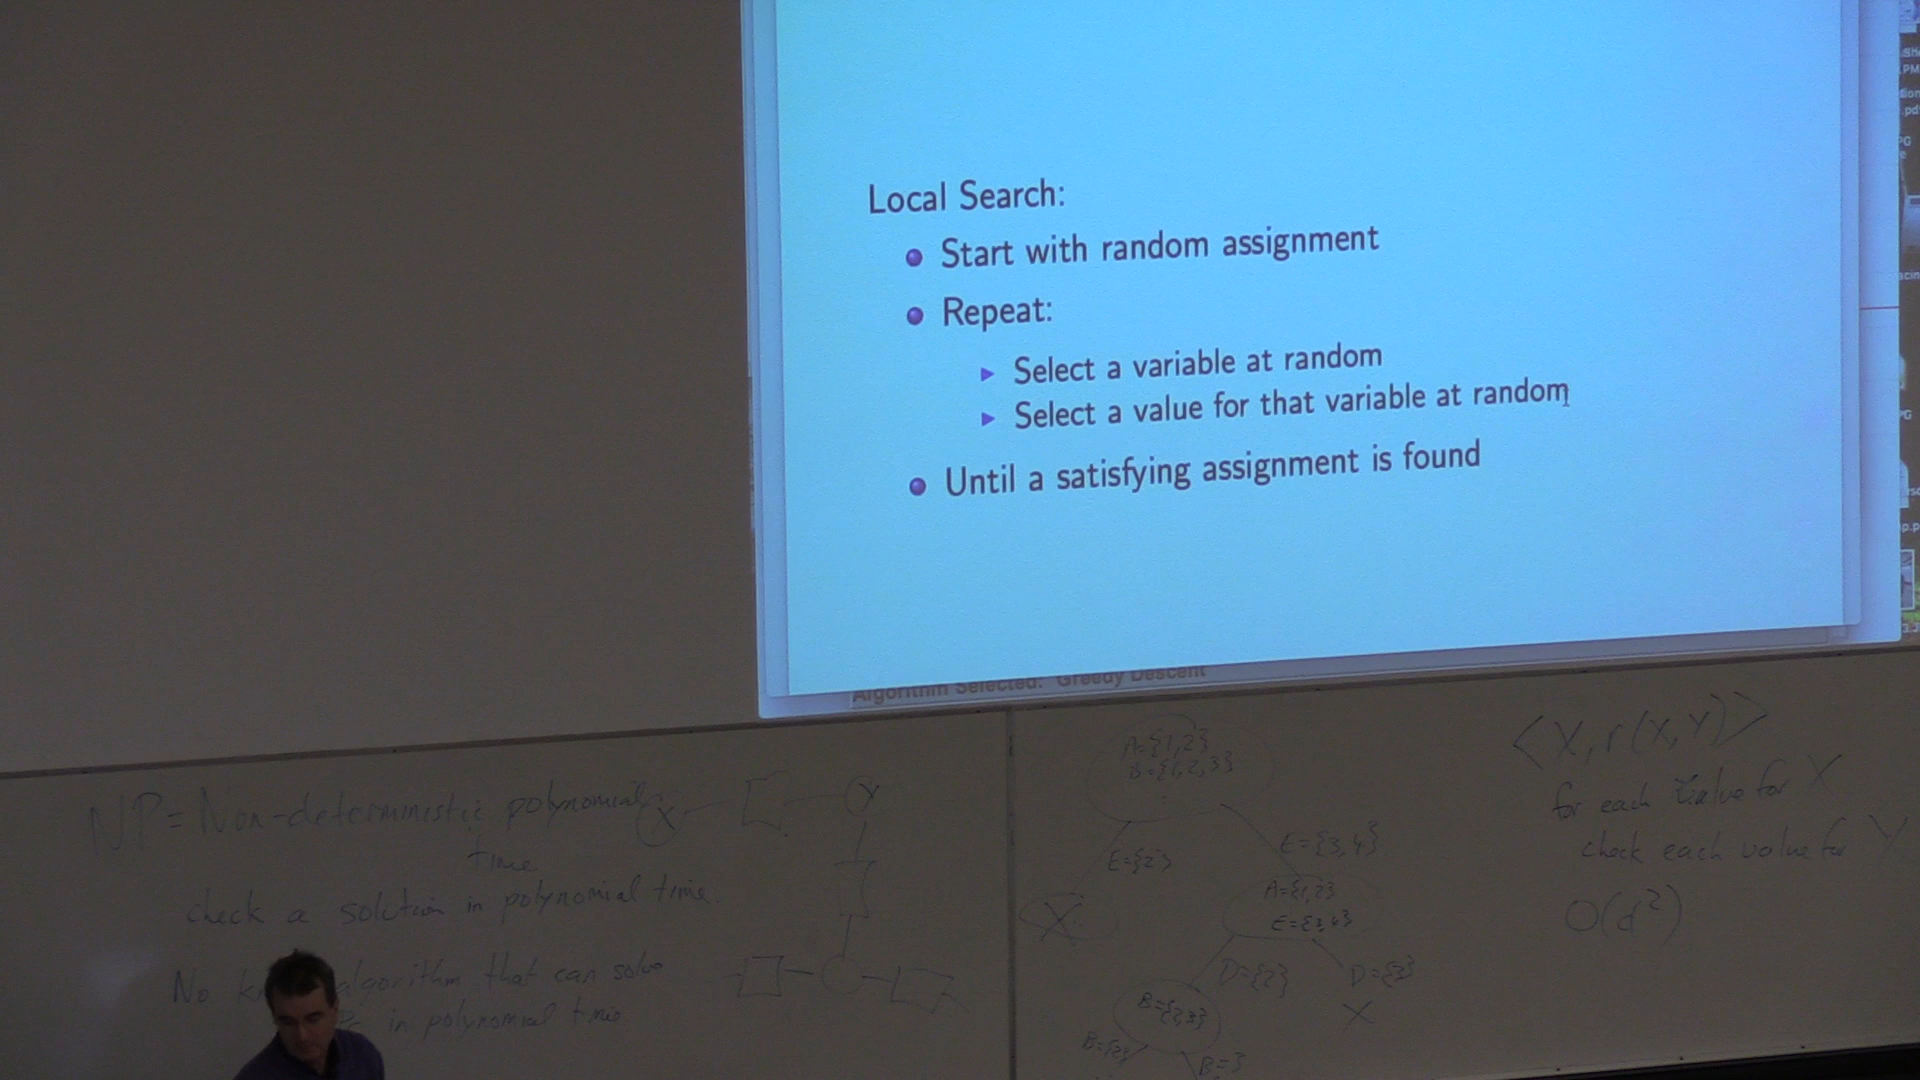 Local Search:
Start with random assignment
Repeat:
Select a variable at random
Select a value for that variable at random
Until a satisfying assignment is found
Algorithm Selected: Greedy Descent
NP = Non-deterministic polynomial
time
check a solution in polynomial time.
No algorithm that can solve
in polynomial time
X
Y
A={1,2}
B={1,2,3}
E={2}
E={3,4}
X
A={1,2}
E={3,4}
D={2}
D={3}
X
B={2,3}
B={2}
B=3
<X, r(X,Y)>
for each value for X
check each value for Y
O(d²)